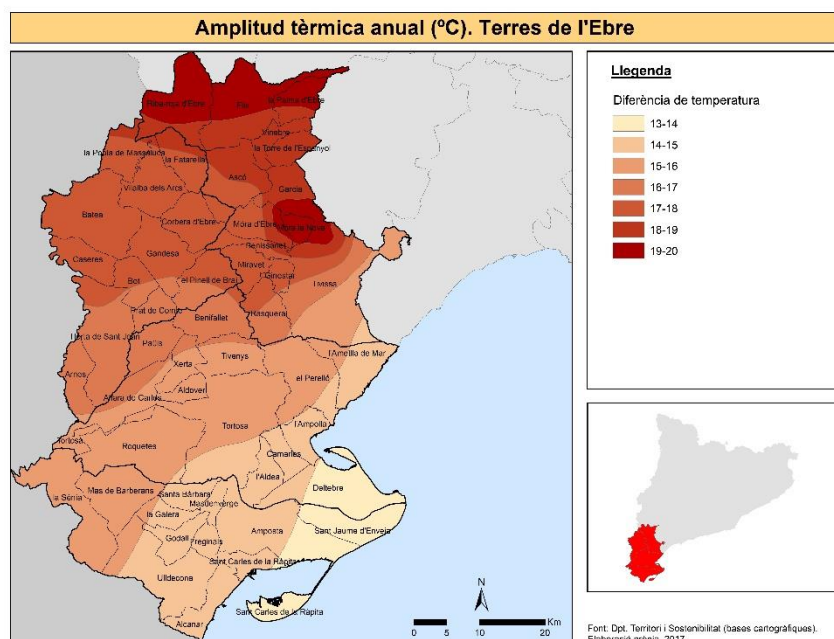 Amplitud tèrmica anual (ºC). Terres de l'Ebre
Llegenda
Diferència de temperatura
13-14
14-15
15-16
16-17
17-18
18-19
19-20
Riba-roja d'Ebre
Flix
la Palma d'Ebre
Vinebre
la Torre de l'Espanyol
la Pobla de Massaluca
la Fatarella
Ascó
Vilalba dels Arcs
Garcia
Batea
Corbera d'Ebre
Móra d'Ebre
Móra la Nova
Benissanet
Gandesa
Caseres
Miravet
Ginestar
Bot
el Pinell de Brai
Tivissa
Prat de Comte
Rasquera
Benifallet
Horta de Sant Joan
Paüls
Tivenys
l'Ametlla de Mar
Xerta
Arnes
Aldover
el Perelló
Alfara de Carles
Tortosa
Tortosa
l'Ampolla
Roquetes
Camarles
l'Aldea
Deltebre
la Sénia
Mas de Barberans
Santa Bàrbara
Masdenverge
la Galera
Amposta
Sant Jaume d'Enveja
Godall
Freginals
Sant Carles de la Ràpita
Ulldecona
Sant Carles de la Ràpita
Alcanar
N
Km
0 5 10 20
Font: Dpt. Territori i Sostenibilitat (bases cartogràfiques).
Elaboració pròpia, 2017